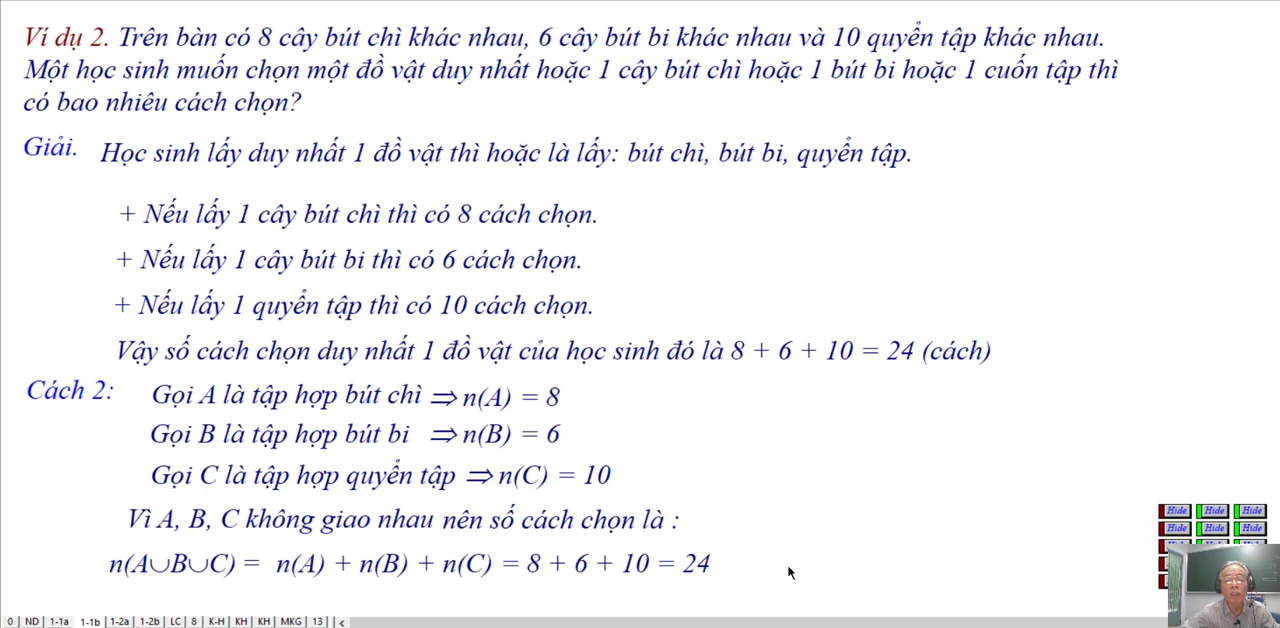 Ví dụ 2. Trên bàn có 8 cây bút chì khác nhau, 6 cây bút bi khác nhau và 10 quyển tập khác nhau.
Một học sinh muốn chọn một đồ vật duy nhất hoặc 1 cây bút chì hoặc 1 bút bi hoặc 1 cuốn tập thì
có bao nhiêu cách chọn?
Giải. Học sinh lấy duy nhất 1 đồ vật thì hoặc là lấy: bút chì, bút bi, quyển tập.
+ Nếu lấy 1 cây bút chì thì có 8 cách chọn.
+ Nếu lấy 1 cây bút bi thì có 6 cách chọn.
+ Nếu lấy 1 quyển tập thì có 10 cách chọn.
Vậy số cách chọn duy nhất 1 đồ vật của học sinh đó là 8 + 6 + 10 = 24 (cách)
Cách 2: Gọi A là tập hợp bút chì ⇒ n(A) = 8
Gọi B là tập hợp bút bi ⇒ n(B) = 6
Gọi C là tập hợp quyển tập ⇒ n(C) = 10
Vì A, B, C không giao nhau nên số cách chọn là :
n(A∪B∪C) = n(A) + n(B) + n(C) = 8 + 6 + 10 = 24
Hide Hide Hide
Hide Hide Hide
0 | ND | 1-1a | 1-1b | 1-2a | 1-2b | LC | 8 | K-H | KH | KH | MKG | 13 | | <